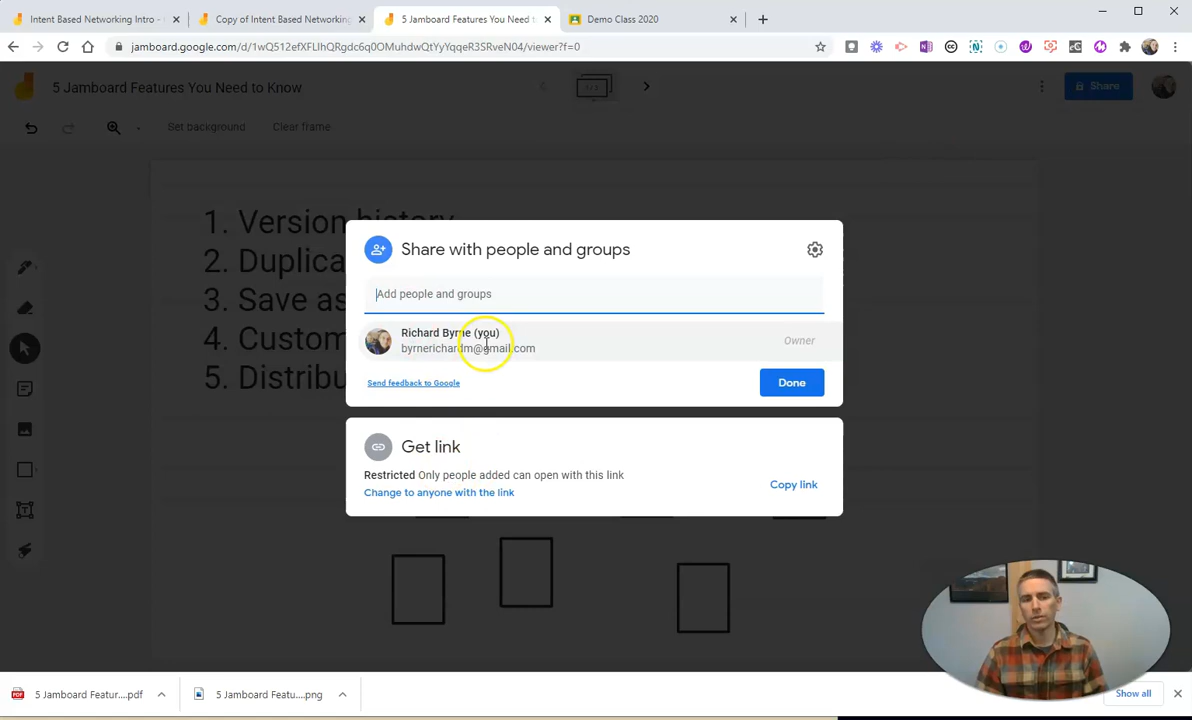 Intent Based Networking Intro -
Copy of Intent Based Networking
5 Jamboard Features You Need t
Demo Class 2020
jamboard.google.com/d/1wQ512efXFLIhQRgdc6q0OMuhdwQtYyYqqeR3SRveN04/viewer?f=0
5 Jamboard Features You Need to Know
Share
Set background
Clear frame
1. Version history
2. Duplica
3. Save as
4. Custom
5. Distribu
Share with people and groups
Add people and groups
Richard Byrne (you)
byrnerichardm@gmail.com
Owner
Send feedback to Google
Done
Get link
Restricted Only people added can open with this link
Change to anyone with the link
Copy link
5 Jamboard Featur....pdf
5 Jamboard Featu....png
Show all